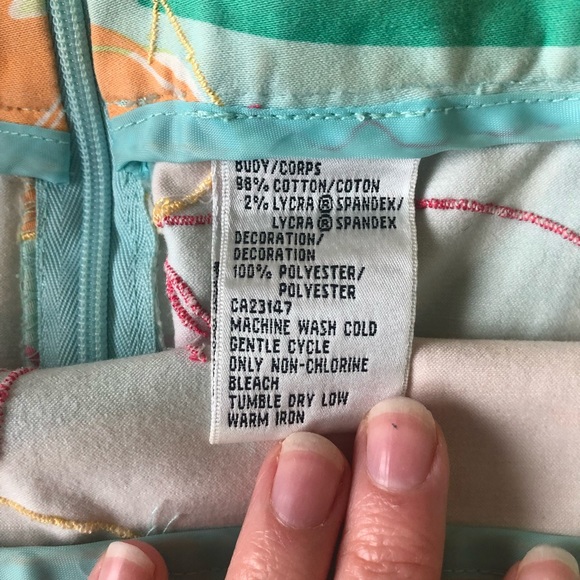 BODY/CORPS
98% COTTON/COTON
2% LYCRA ® SPANDEX/
LYCRA ® SPANDEX
DECORATION/
DECORATION
100% POLYESTER/
POLYESTER
CA23147
MACHINE WASH COLD
GENTLE CYCLE
ONLY NON-CHLORINE
BLEACH
TUMBLE DRY LOW
WARM IRON